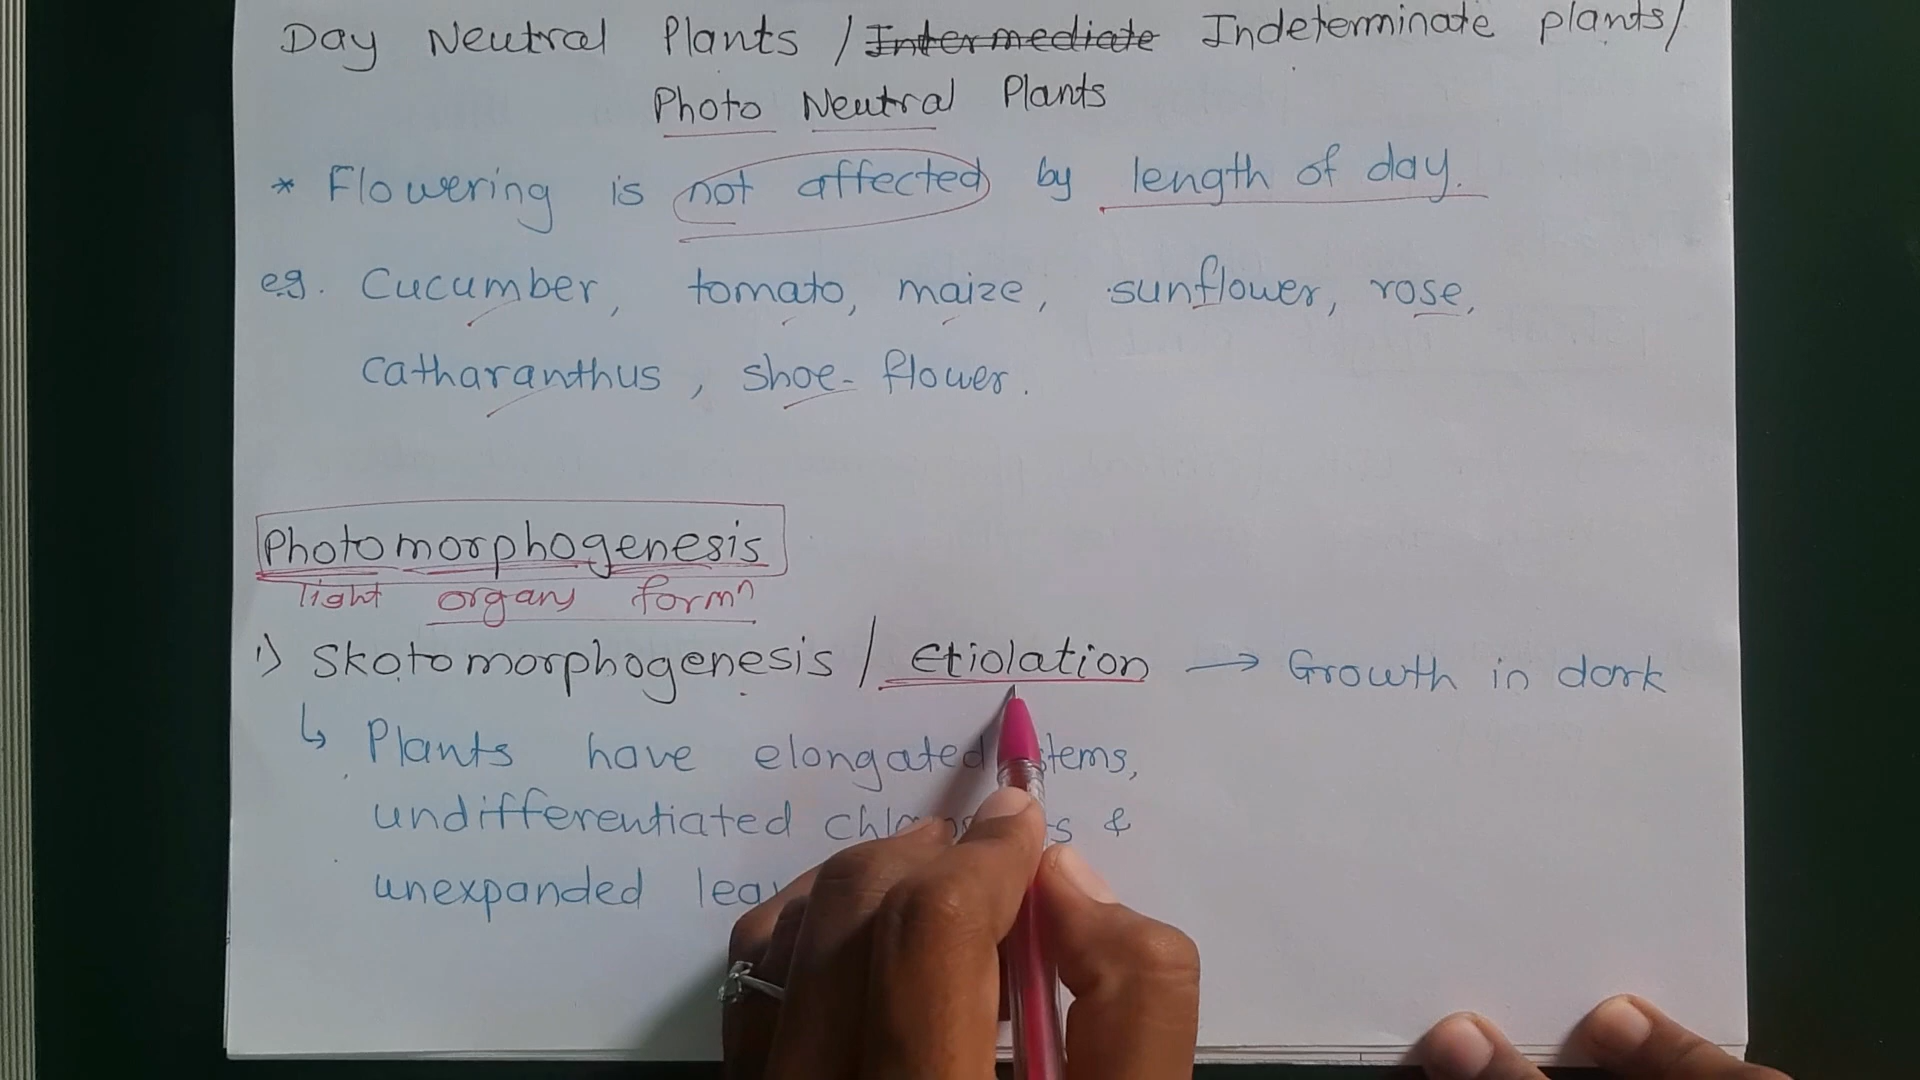 Day Neutral Plants / Intermediate Indeterminate plants/
Photo Neutral Plants
* Flowering is not affected by length of day.
eg. Cucumber, tomato, maize, sunflower, rose,
Catharanthus, shoe-flower.
Photomorphogenesis
light organs formⁿ
i) Skotomorphogenesis / Etiolation → Growth in dark
↳ Plants have elongated stems,
undifferentiated &
unexpanded